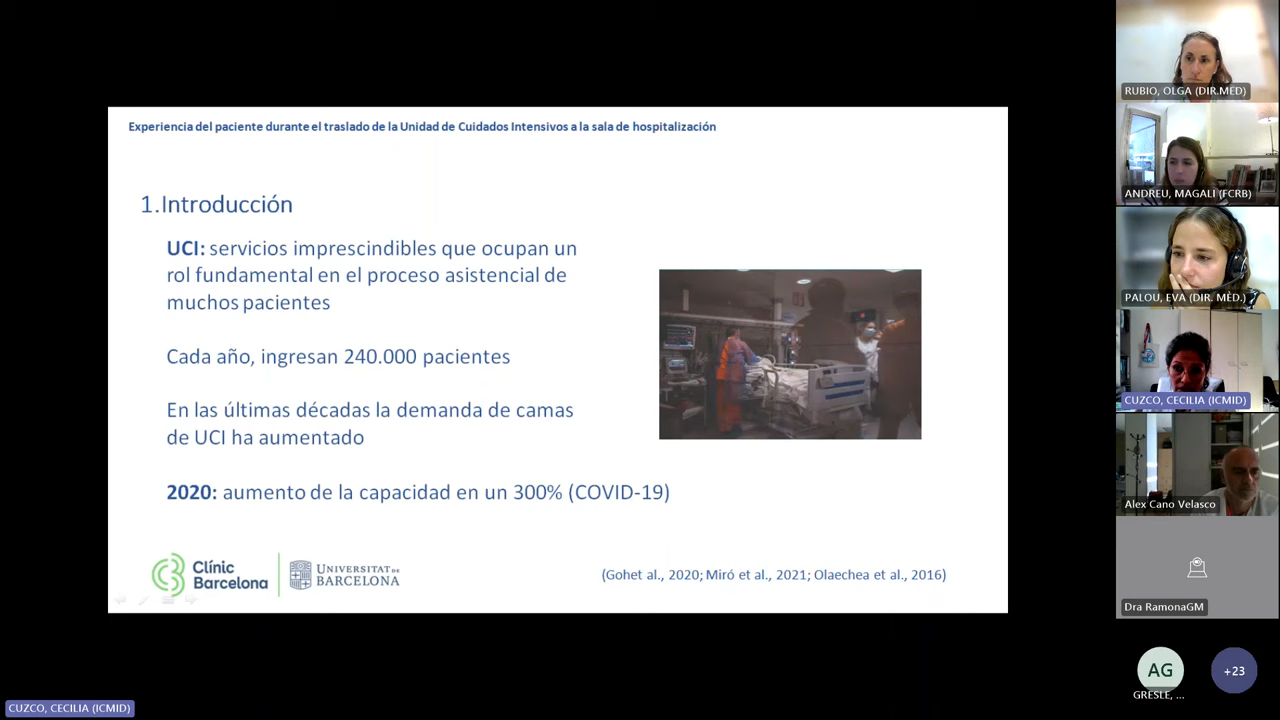 Experiencia del paciente durante el traslado de la Unidad de Cuidados Intensivos a la sala de hospitalización
1.Introducción
UCI: servicios imprescindibles que ocupan un
rol fundamental en el proceso asistencial de
muchos pacientes
Cada año, ingresan 240.000 pacientes
En las últimas décadas la demanda de camas
de UCI ha aumentado
2020: aumento de la capacidad en un 300% (COVID-19)
Clínic
Barcelona
UNIVERSITAT DE
BARCELONA
(Gohet al., 2020; Miró et al., 2021; Olaechea et al., 2016)
RUBIO, OLGA (DIR.MED)
ANDREU, MAGALI (FCRB)
PALOU, EVA (DIR. MÈD.)
CUZCO, CECILIA (ICMID)
Alex Cano Velasco
Dra RamonaGM
AG
GRESLE, ...
+23
CUZCO, CECILIA (ICMID)